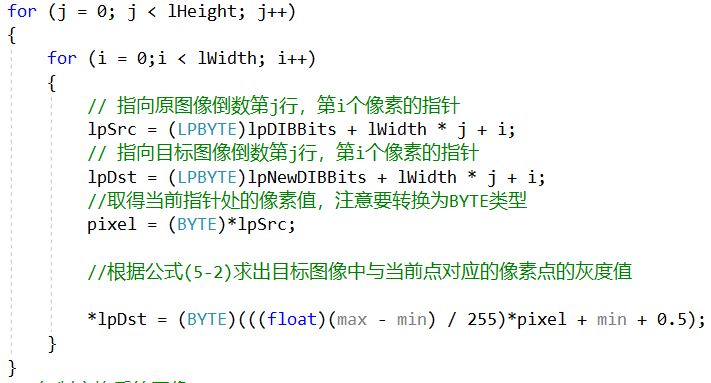 for (j = 0; j < lHeight; j++)
{
for (i = 0;i < lWidth; i++)
{
// 指向原图像倒数第j行，第i个像素的指针
lpSrc = (LPBYTE)lpDIBBits + lWidth * j + i;
// 指向目标图像倒数第j行，第i个像素的指针
lpDst = (LPBYTE)lpNewDIBBits + lWidth * j + i;
//取得当前指针处的像素值，注意要转换为BYTE类型
pixel = (BYTE)*lpSrc;
//根据公式(5-2)求出目标图像中与当前点对应的像素点的灰度值
*lpDst = (BYTE)(((float)(max - min) / 255)*pixel + min + 0.5);
}
}